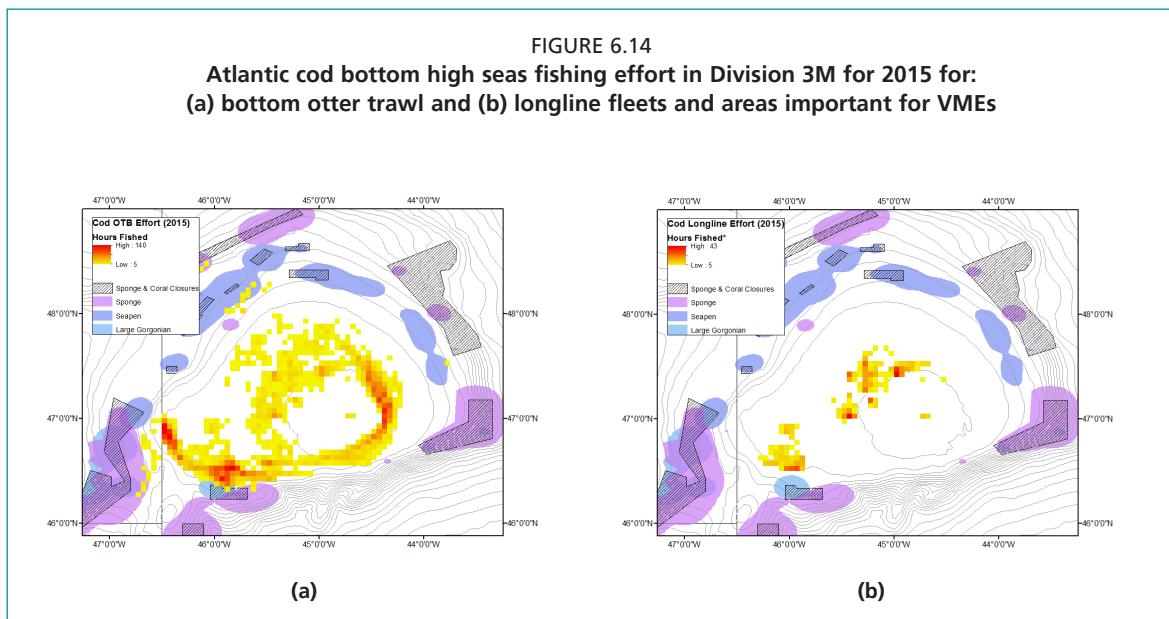 FIGURE 6.14
Atlantic cod bottom high seas fishing effort in Division 3M for 2015 for:
(a) bottom otter trawl and (b) longline fleets and areas important for VMEs
47°0'0"W 46°0'0"W 45°0'0"W 44°0'0"W
Cod OTB Effort (2015)
Hours Fished
High : 140
Low : 5
Sponge & Coral Closures
Sponge
Seapen
Large Gorgonian
48°0'0"N 48°0'0"N
47°0'0"N 47°0'0"N
46°0'0"N 46°0'0"N
47°0'0"W 46°0'0"W 45°0'0"W 44°0'0"W
(a)
47°0'0"W 46°0'0"W 45°0'0"W 44°0'0"W
Cod Longline Effort (2015)
Hours Fished*
High : 43
Low : 5
Sponge & Coral Closures
Sponge
Seapen
Large Gorgonian
48°0'0"N 48°0'0"N
47°0'0"N 47°0'0"N
46°0'0"N 46°0'0"N
47°0'0"W 46°0'0"W 45°0'0"W 44°0'0"W
(b)